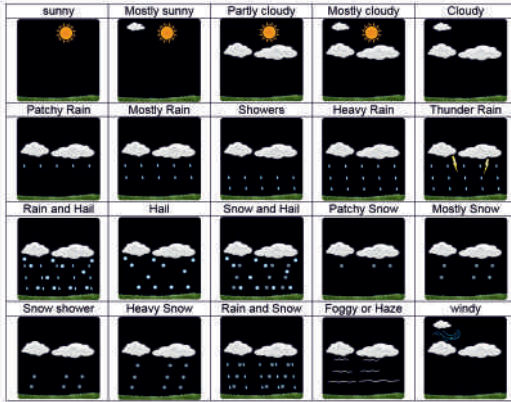 sunny Mostly sunny Partly cloudy Mostly cloudy Cloudy
Patchy Rain Mostly Rain Showers Heavy Rain Thunder Rain
Rain and Hail Hail Snow and Hail Patchy Snow Mostly Snow
Snow shower Heavy Snow Rain and Snow Foggy or Haze windy